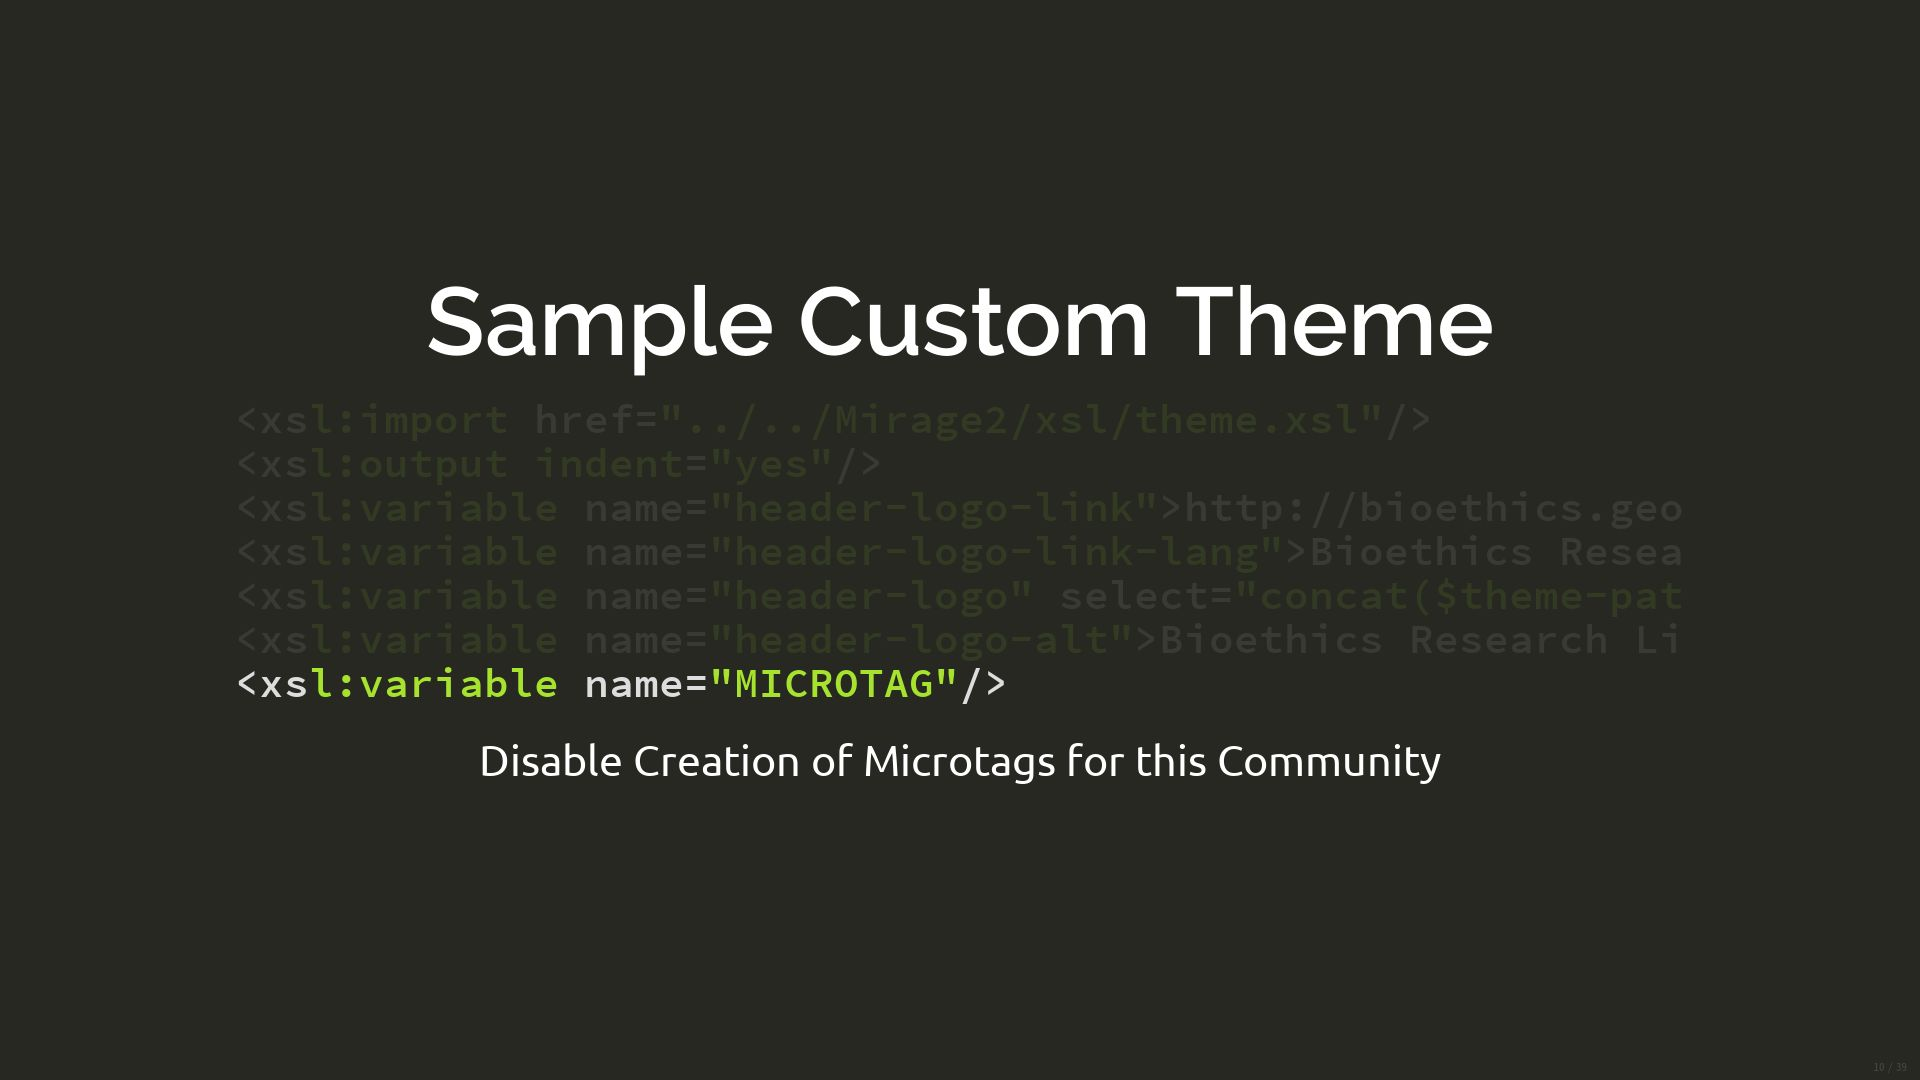 Sample Custom Theme
<xsl:import href="../../Mirage2/xsl/theme.xsl"/>
<xsl:output indent="yes"/>
<xsl:variable name="header-logo-link">http://bioethics.geo
<xsl:variable name="header-logo-link-lang">Bioethics Resea
<xsl:variable name="header-logo" select="concat($theme-pat
<xsl:variable name="header-logo-alt">Bioethics Research Li
<xsl:variable name="MICROTAG"/>
Disable Creation of Microtags for this Community
10 / 39